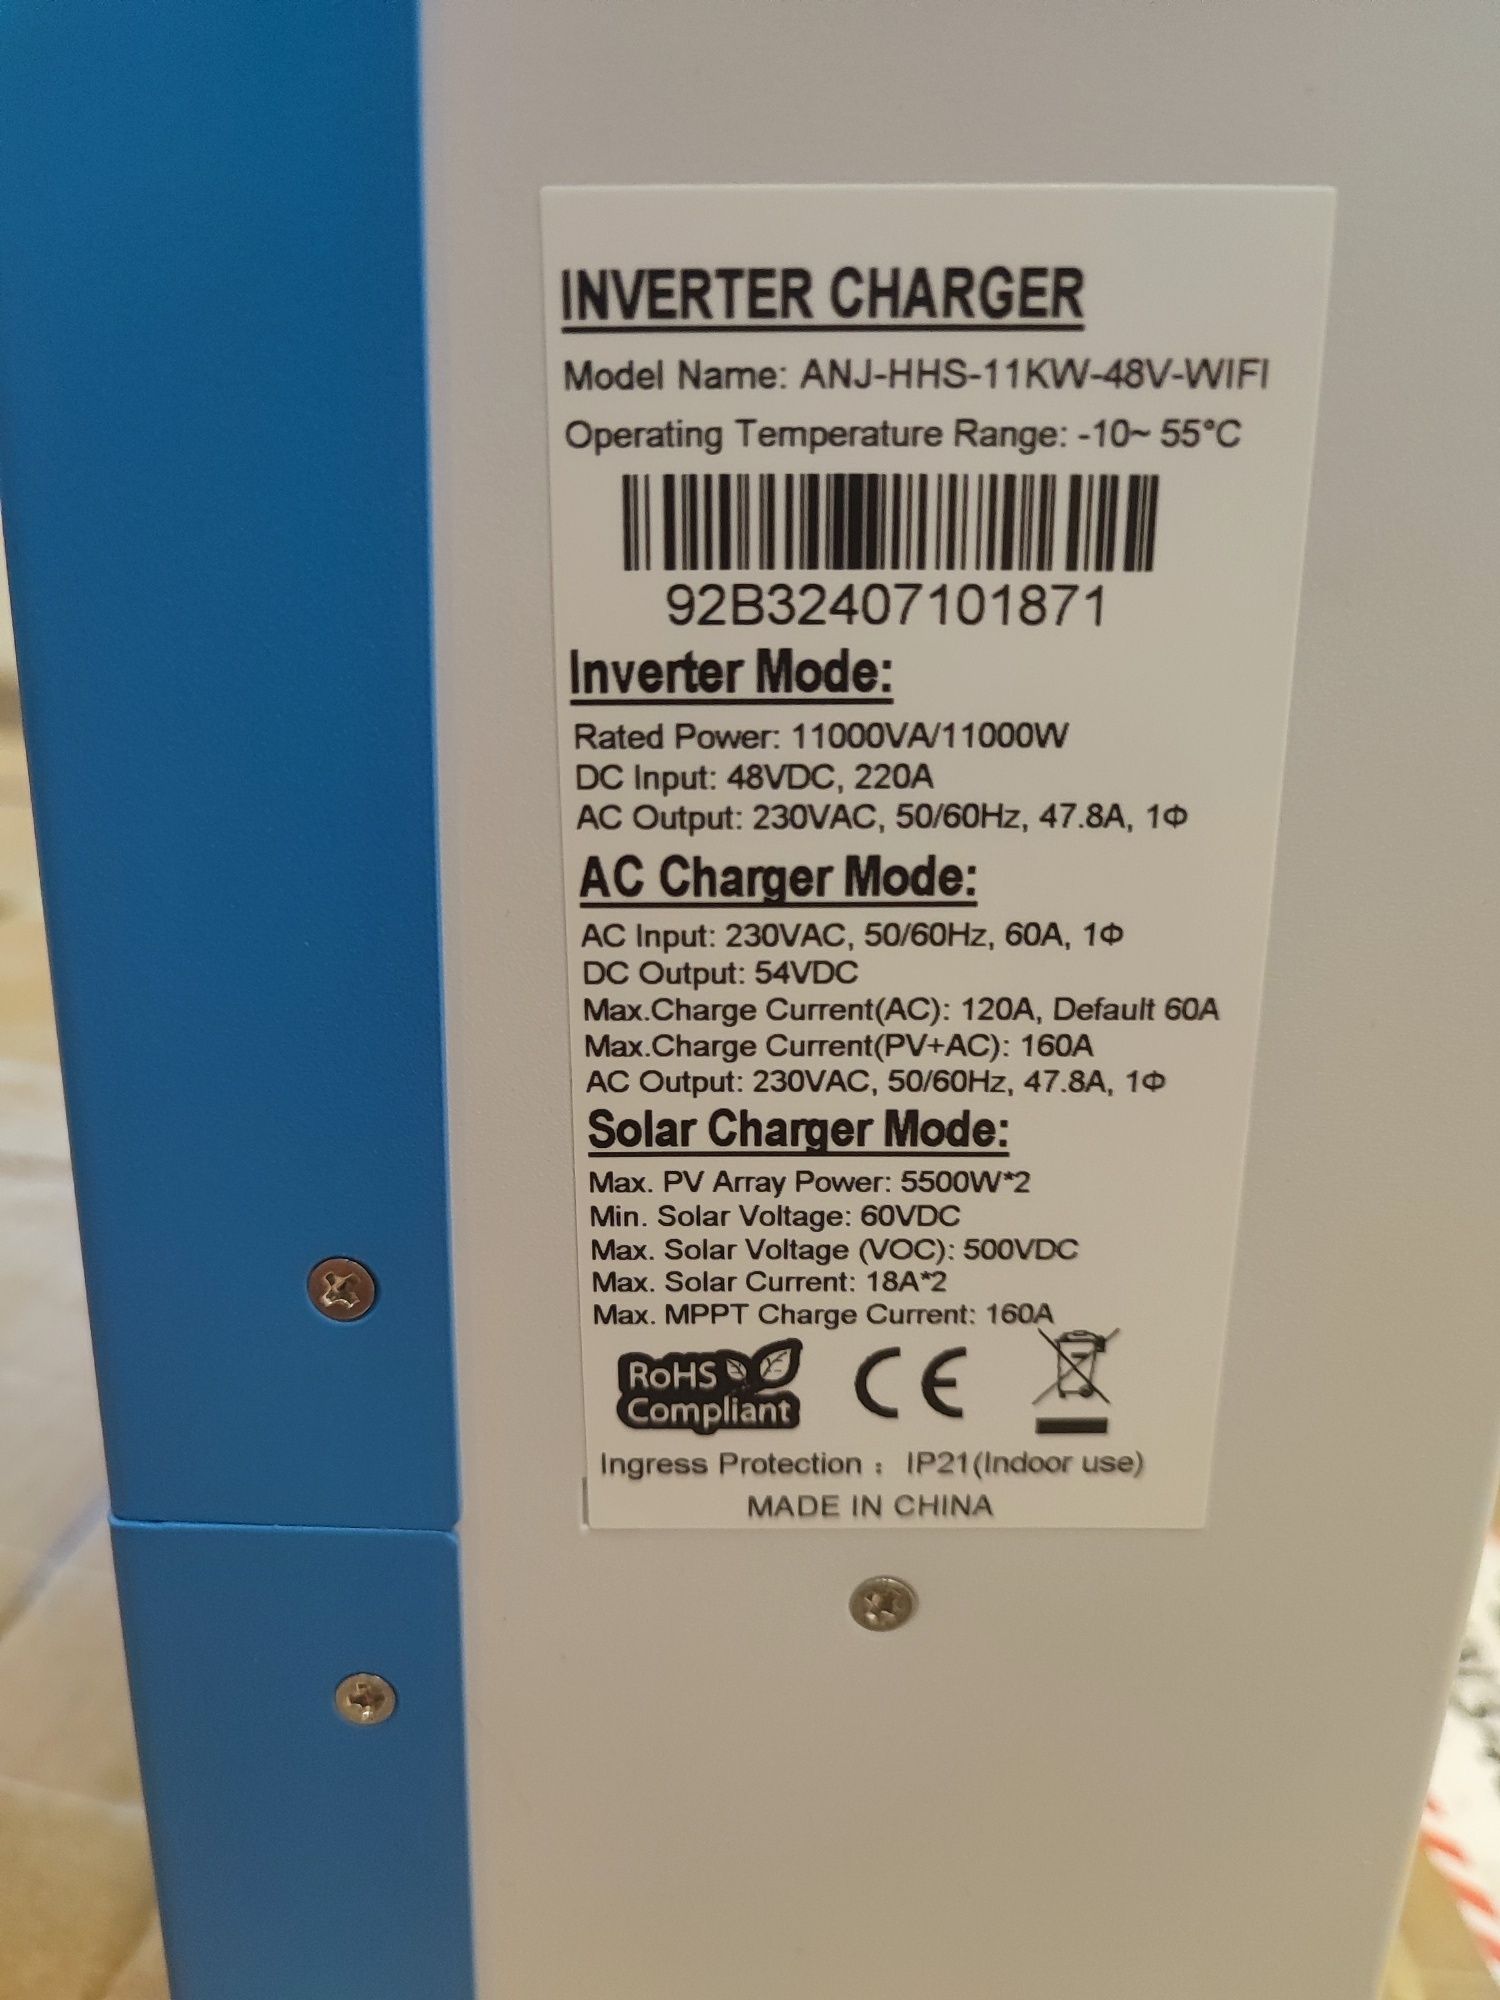 INVERTER CHARGER
Model Name: ANJ-HHS-11KW-48V-WIFI
Operating Temperature Range: -10~ 55°C
92B32407101871
Inverter Mode:
Rated Power: 11000VA/11000W
DC Input: 48VDC, 220A
AC Output: 230VAC, 50/60Hz, 47.8A, 1Φ
AC Charger Mode:
AC Input: 230VAC, 50/60Hz, 60A, 1Φ
DC Output: 54VDC
Max.Charge Current(AC): 120A, Default 60A
Max.Charge Current(PV+AC): 160A
AC Output: 230VAC, 50/60Hz, 47.8A, 1Φ
Solar Charger Mode:
Max. PV Array Power: 5500W*2
Min. Solar Voltage: 60VDC
Max. Solar Voltage (VOC): 500VDC
Max. Solar Current: 18A*2
Max. MPPT Charge Current: 160A
RoHS
Compliant
CE
Ingress Protection： IP21(Indoor use)
MADE IN CHINA